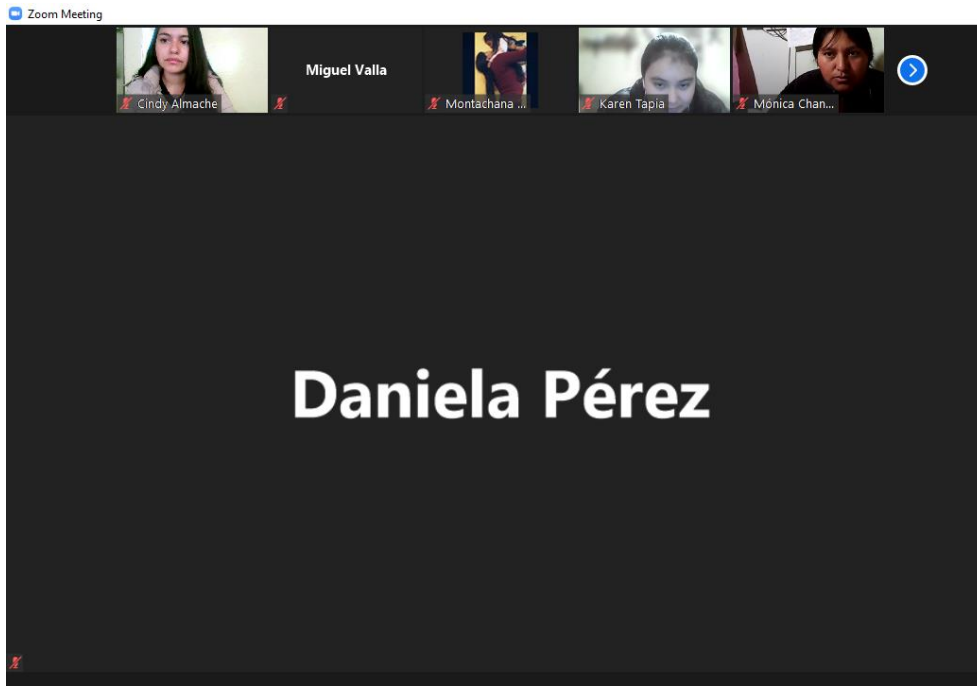 Zoom Meeting
Miguel Valla
Cindy Almache
Montachana ...
Karen Tapia
Mónica Chan...
Daniela Pérez